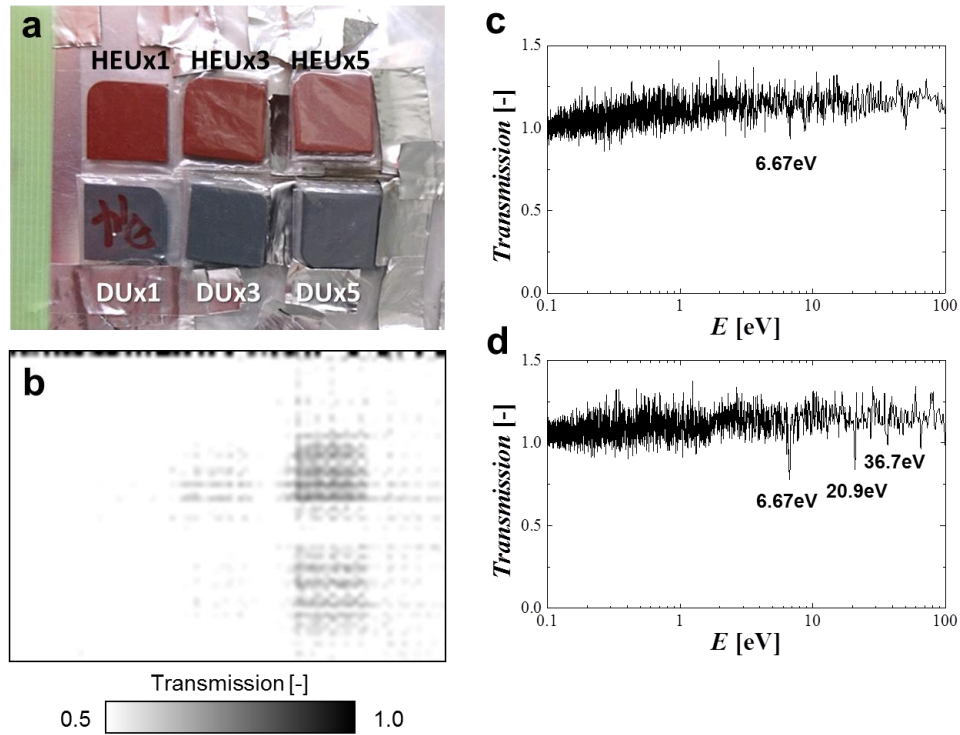 a
HEUx1 HEUx3 HEUx5
DUx1 DUx3 DUx5
b
Transmission [-]
0.5 1.0
c
1.5
1.0
0.5
0.0
Transmission [-]
6.67eV
0.1 1 10 100
E [eV]
d
1.5
1.0
0.5
0.0
Transmission [-]
36.7eV
20.9eV
6.67eV
0.1 1 10 100
E [eV]